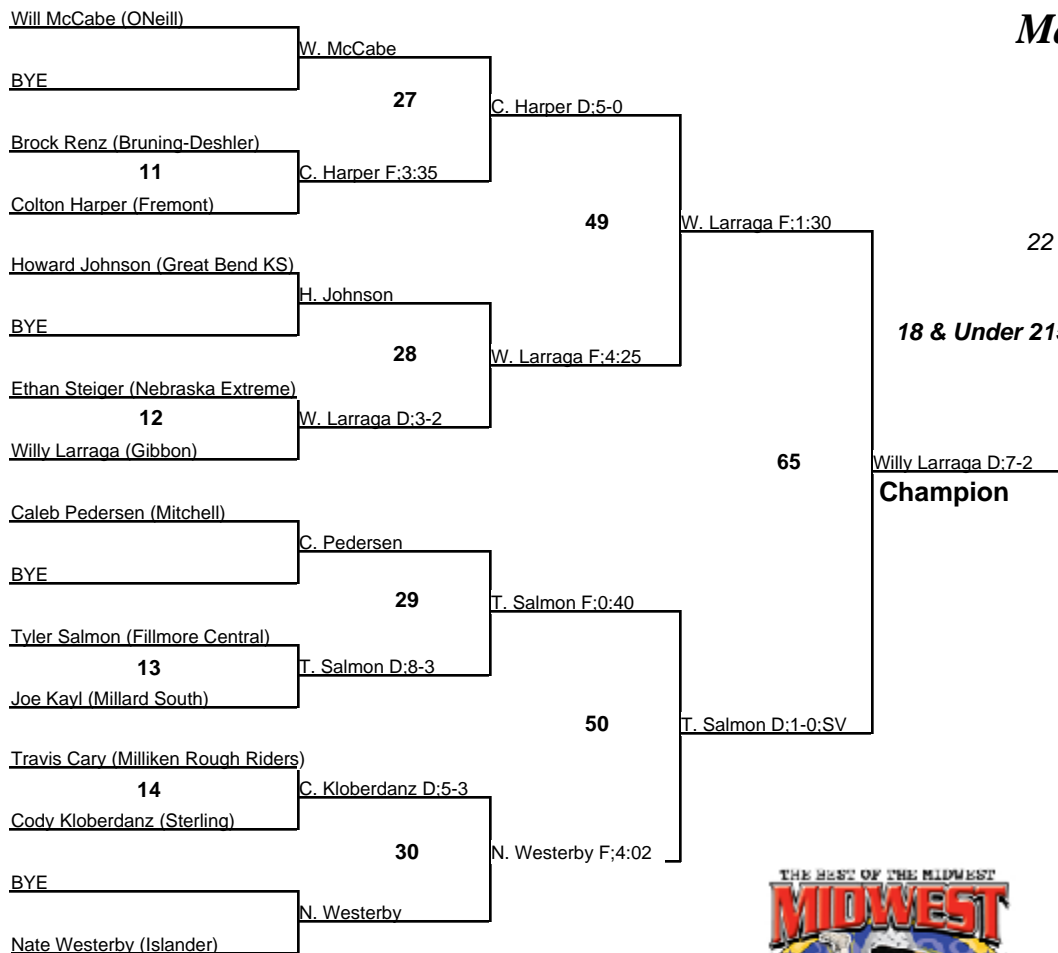 Will McCabe (ONeill)
W. McCabe
BYE
27
C. Harper D;5-0
Brock Renz (Bruning-Deshler)
11
C. Harper F;3:35
Colton Harper (Fremont)
49
W. Larraga F;1:30
22
Howard Johnson (Great Bend KS)
H. Johnson
BYE
28
W. Larraga F;4:25
18 & Under 215
Ethan Steiger (Nebraska Extreme)
12
W. Larraga D;3-2
Willy Larraga (Gibbon)
65
Willy Larraga D;7-2
Champion
Caleb Pedersen (Mitchell)
C. Pedersen
BYE
29
T. Salmon F;0:40
Tyler Salmon (Fillmore Central)
13
T. Salmon D;8-3
Joe Kayl (Millard South)
50
T. Salmon D;1-0;SV
Travis Cary (Milliken Rough Riders)
14
C. Kloberdanz D;5-3
Cody Kloberdanz (Sterling)
30
N. Westerby F;4:02
BYE
N. Westerby
Nate Westerby (Islander)
THE BEST OF THE MIDWEST
MIDWEST